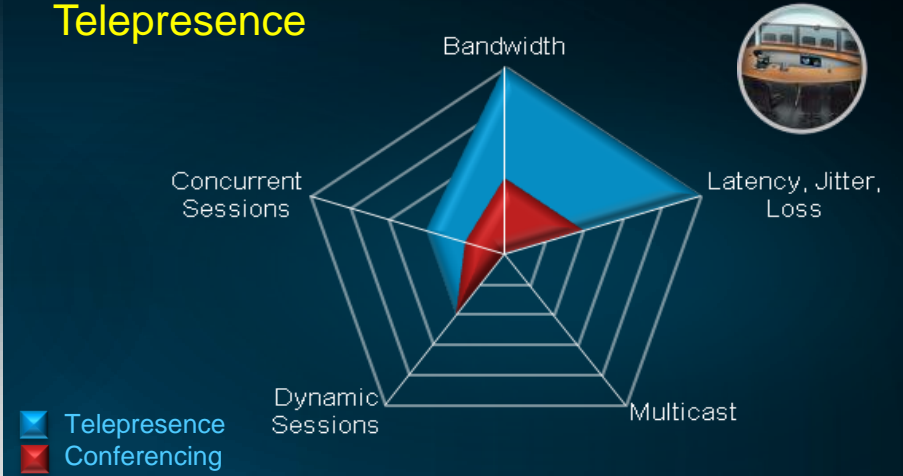 Telepresence
Bandwidth
Concurrent
Sessions
Latency, Jitter,
Loss
Dynamic
Sessions
Multicast
Telepresence
Conferencing